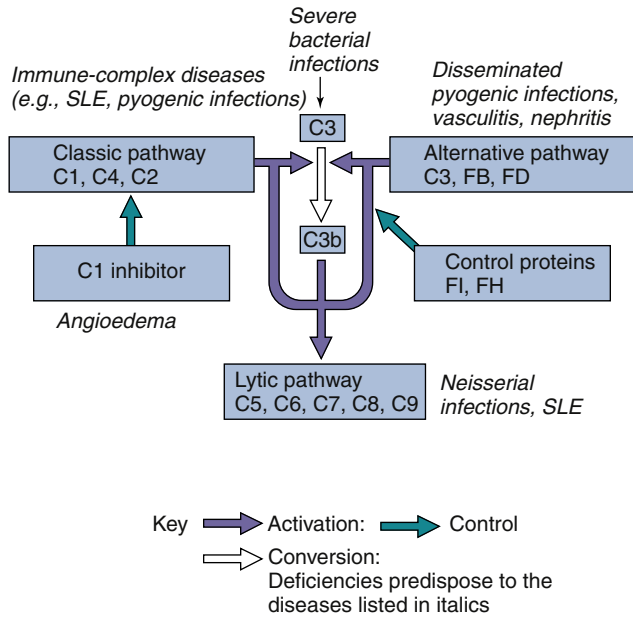 Severe
bacterial
infections
Immune-complex diseases
(e.g., SLE, pyogenic infections)
Disseminated
pyogenic infections,
vasculitis, nephritis
C3
Classic pathway
C1, C4, C2
Alternative pathway
C3, FB, FD
C3b
C1 inhibitor
Control proteins
FI, FH
Angioedema
Lytic pathway
C5, C6, C7, C8, C9
Neisserial
infections, SLE
Key Activation: Control
Conversion:
Deficiencies predispose to the
diseases listed in italics